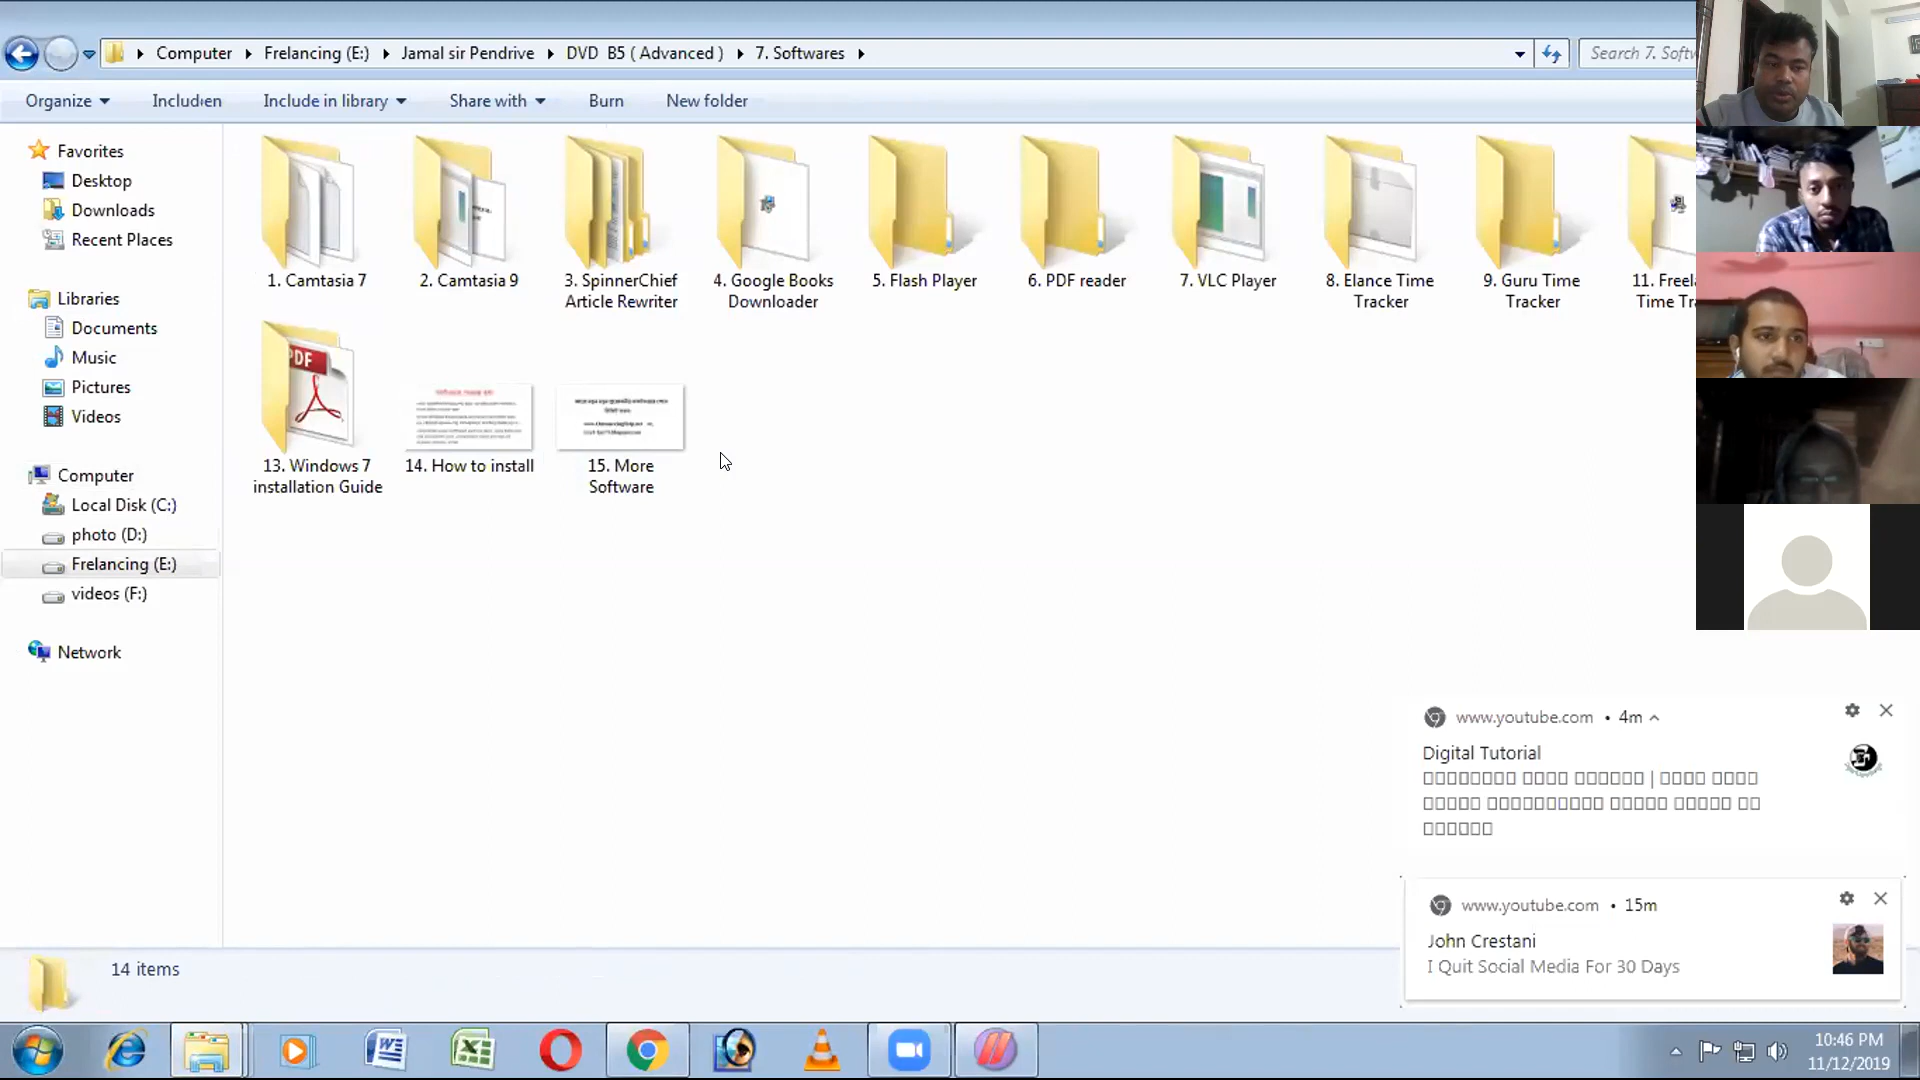 Computer Frelancing (E:) Jamal sir Pendrive DVD B5 ( Advanced ) 7. Softwares
Search 7. Softw
Organize Include in library Share with Burn New folder
Favorites
Desktop
Downloads
Recent Places
Libraries
Documents
Music
Pictures
Videos
Computer
Local Disk (C:)
photo (D:)
Frelancing (E:)
videos (F:)
Network
1. Camtasia 7
2. Camtasia 9
3. SpinnerChief
Article Rewriter
4. Google Books
Downloader
5. Flash Player
6. PDF reader
7. VLC Player
8. Elance Time
Tracker
9. Guru Time
Tracker
11. Freel
Time Tr
PDF
13. Windows 7
installation Guide
14. How to install
15. More
Software
www.youtube.com • 4m
Digital Tutorial
www.youtube.com • 15m
John Crestani
I Quit Social Media For 30 Days
14 items
10:46 PM
11/12/2019